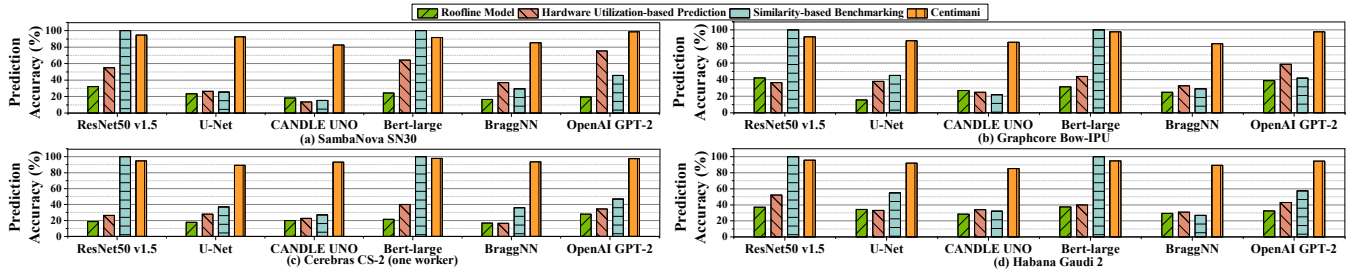 Roofline Model Hardware Utilization-based Prediction Similarity-based Benchmarking Centimani
Prediction
Accuracy (%)
100
80
60
40
20
0
ResNet50 v1.5 U-Net CANDLE UNO Bert-large BraggNN OpenAI GPT-2
(a) SambaNova SN30
Prediction
Accuracy (%)
100
80
60
40
20
0
ResNet50 v1.5 U-Net CANDLE UNO Bert-large BraggNN OpenAI GPT-2
(b) Graphcore Bow-IPU
Prediction
Accuracy (%)
100
80
60
40
20
0
ResNet50 v1.5 U-Net CANDLE UNO Bert-large BraggNN OpenAI GPT-2
(c) Cerebras CS-2 (one worker)
Prediction
Accuracy (%)
100
80
60
40
20
0
ResNet50 v1.5 U-Net CANDLE UNO Bert-large BraggNN OpenAI GPT-2
(d) Habana Gaudi 2